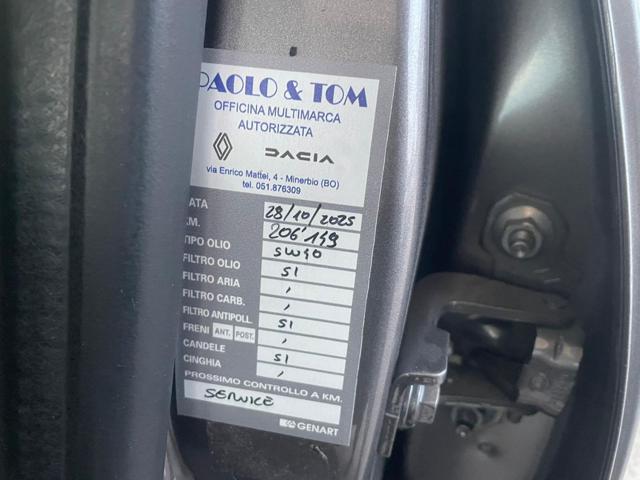 PAOLO & TOM
OFFICINA MULTIMARCA
AUTORIZZATA
DACIA
via Enrico Mattei, 4 - Minerbio (BO)
tel. 051.876309
DATA 28/10/2025
KM. 206'149
TIPO OLIO 5W40
FILTRO OLIO SI
FILTRO ARIA ,
FILTRO CARB. ,
FILTRO ANTIPOLL. SI
FRENI ANT. POST. ,
CANDELE SI
CINGHIA ,
PROSSIMO CONTROLLO A KM.
SERVICE
GENART